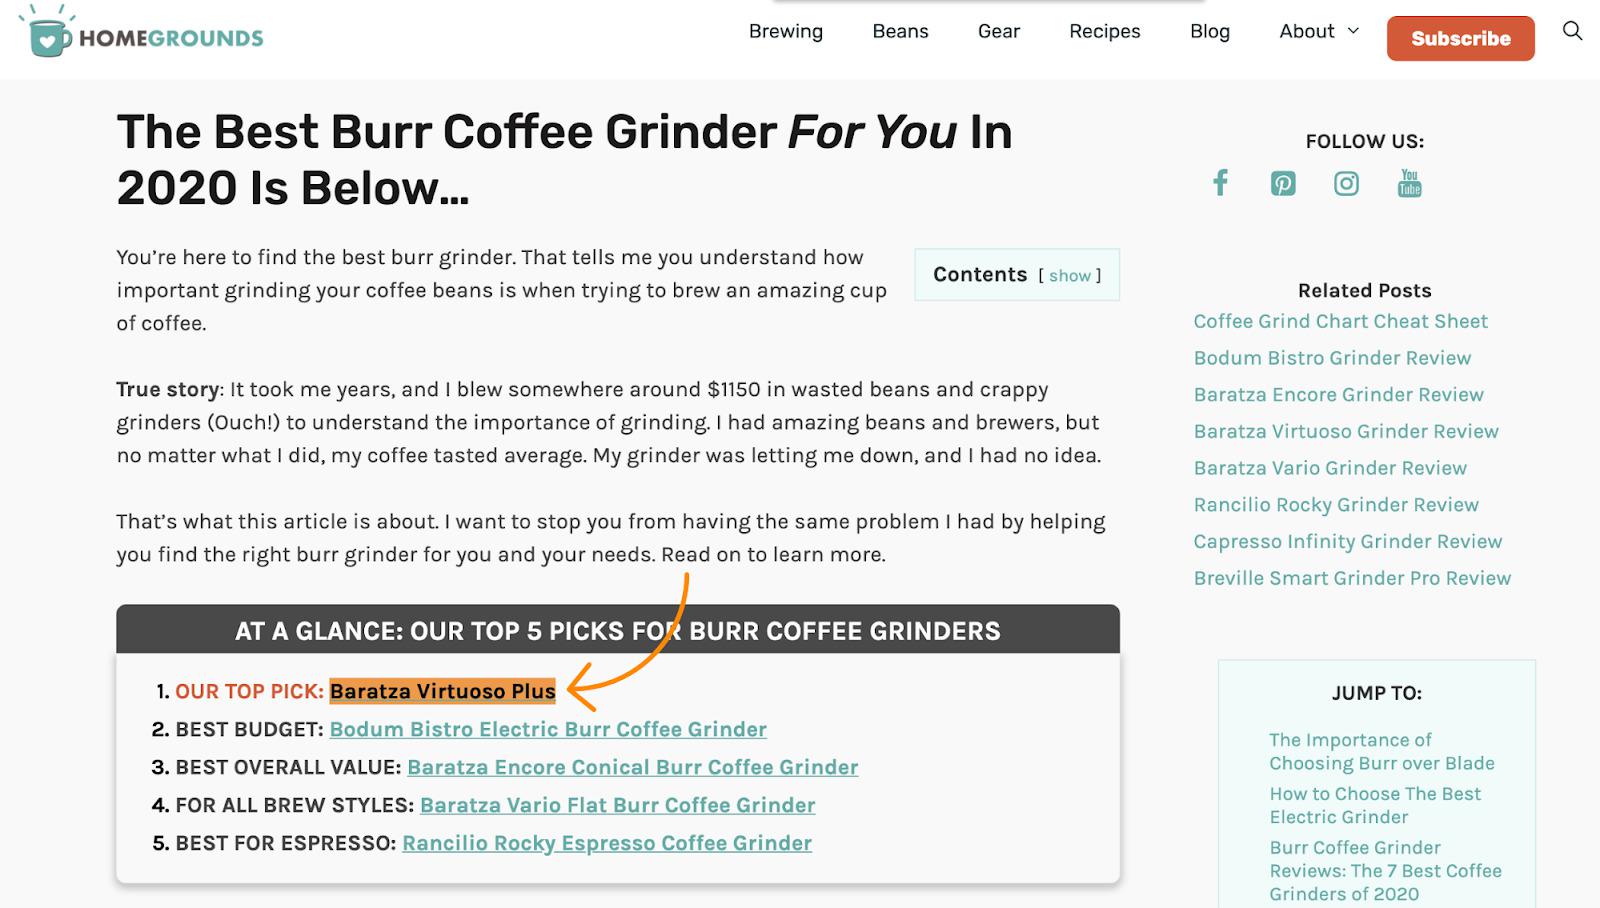 HOMEGROUNDS
Brewing
Beans
Gear
Recipes
Blog
About
Subscribe
The Best Burr Coffee Grinder For You In
2020 Is Below...
You're here to find the best burr grinder. That tells me you understand how
important grinding your coffee beans is when trying to brew an amazing cup
of coffee.
Contents [ show ]
True story: It took me years, and I blew somewhere around $1150 in wasted beans and crappy
grinders (Ouch!) to understand the importance of grinding. I had amazing beans and brewers, but
no matter what I did, my coffee tasted average. My grinder was letting me down, and I had no idea.
That's what this article is about. I want to stop you from having the same problem I had by helping
you find the right burr grinder for you and your needs. Read on to learn more.
AT A GLANCE: OUR TOP 5 PICKS FOR BURR COFFEE GRINDERS
1. OUR TOP PICK: Baratza Virtuoso Plus
2. BEST BUDGET: Bodum Bistro Electric Burr Coffee Grinder
3. BEST OVERALL VALUE: Baratza Encore Conical Burr Coffee Grinder
4. FOR ALL BREW STYLES: Baratza Vario Flat Burr Coffee Grinder
5. BEST FOR ESPRESSO: Rancilio Rocky Espresso Coffee Grinder
FOLLOW US:
You
Tube
Related Posts
Coffee Grind Chart Cheat Sheet
Bodum Bistro Grinder Review
Baratza Encore Grinder Review
Baratza Virtuoso Grinder Review
Baratza Vario Grinder Review
Rancilio Rocky Grinder Review
Capresso Infinity Grinder Review
Breville Smart Grinder Pro Review
JUMP TO:
The Importance of
Choosing Burr over Blade
How to Choose The Best
Electric Grinder
Burr Coffee Grinder
Reviews: The 7 Best Coffee
Grinders of 2020